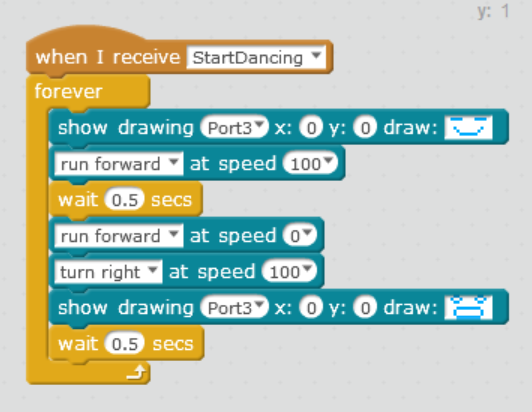 y: 1
when I receive StartDancing
forever
show drawing Port3 x: 0 y: 0 draw:
run forward at speed 100
wait 0.5 secs
run forward at speed 0
turn right at speed 100
show drawing Port3 x: 0 y: 0 draw:
wait 0.5 secs